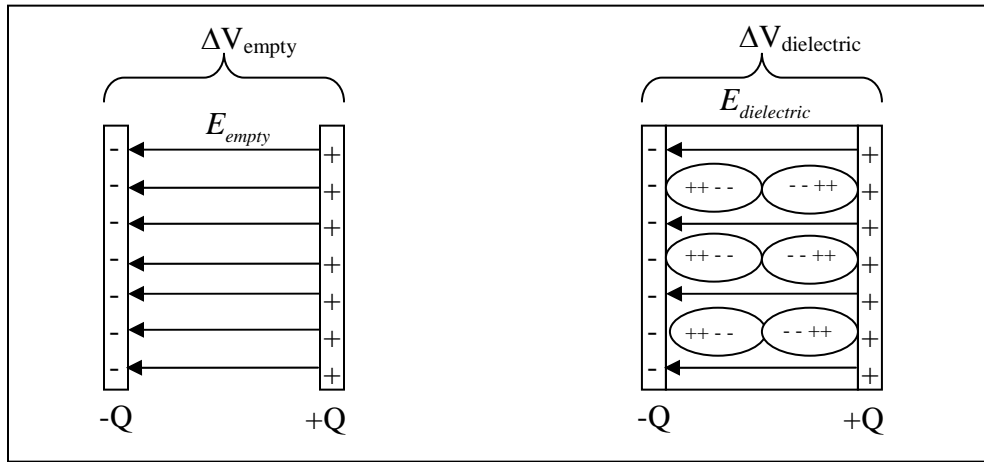 ΔVempty ΔVdielectric
Eempty Edielectric
- + - +
- + ++ - - - - ++ +
- + - +
- + ++ - - - - ++ +
- + - +
- + ++ - - - - ++ +
- + - +
-Q +Q -Q +Q